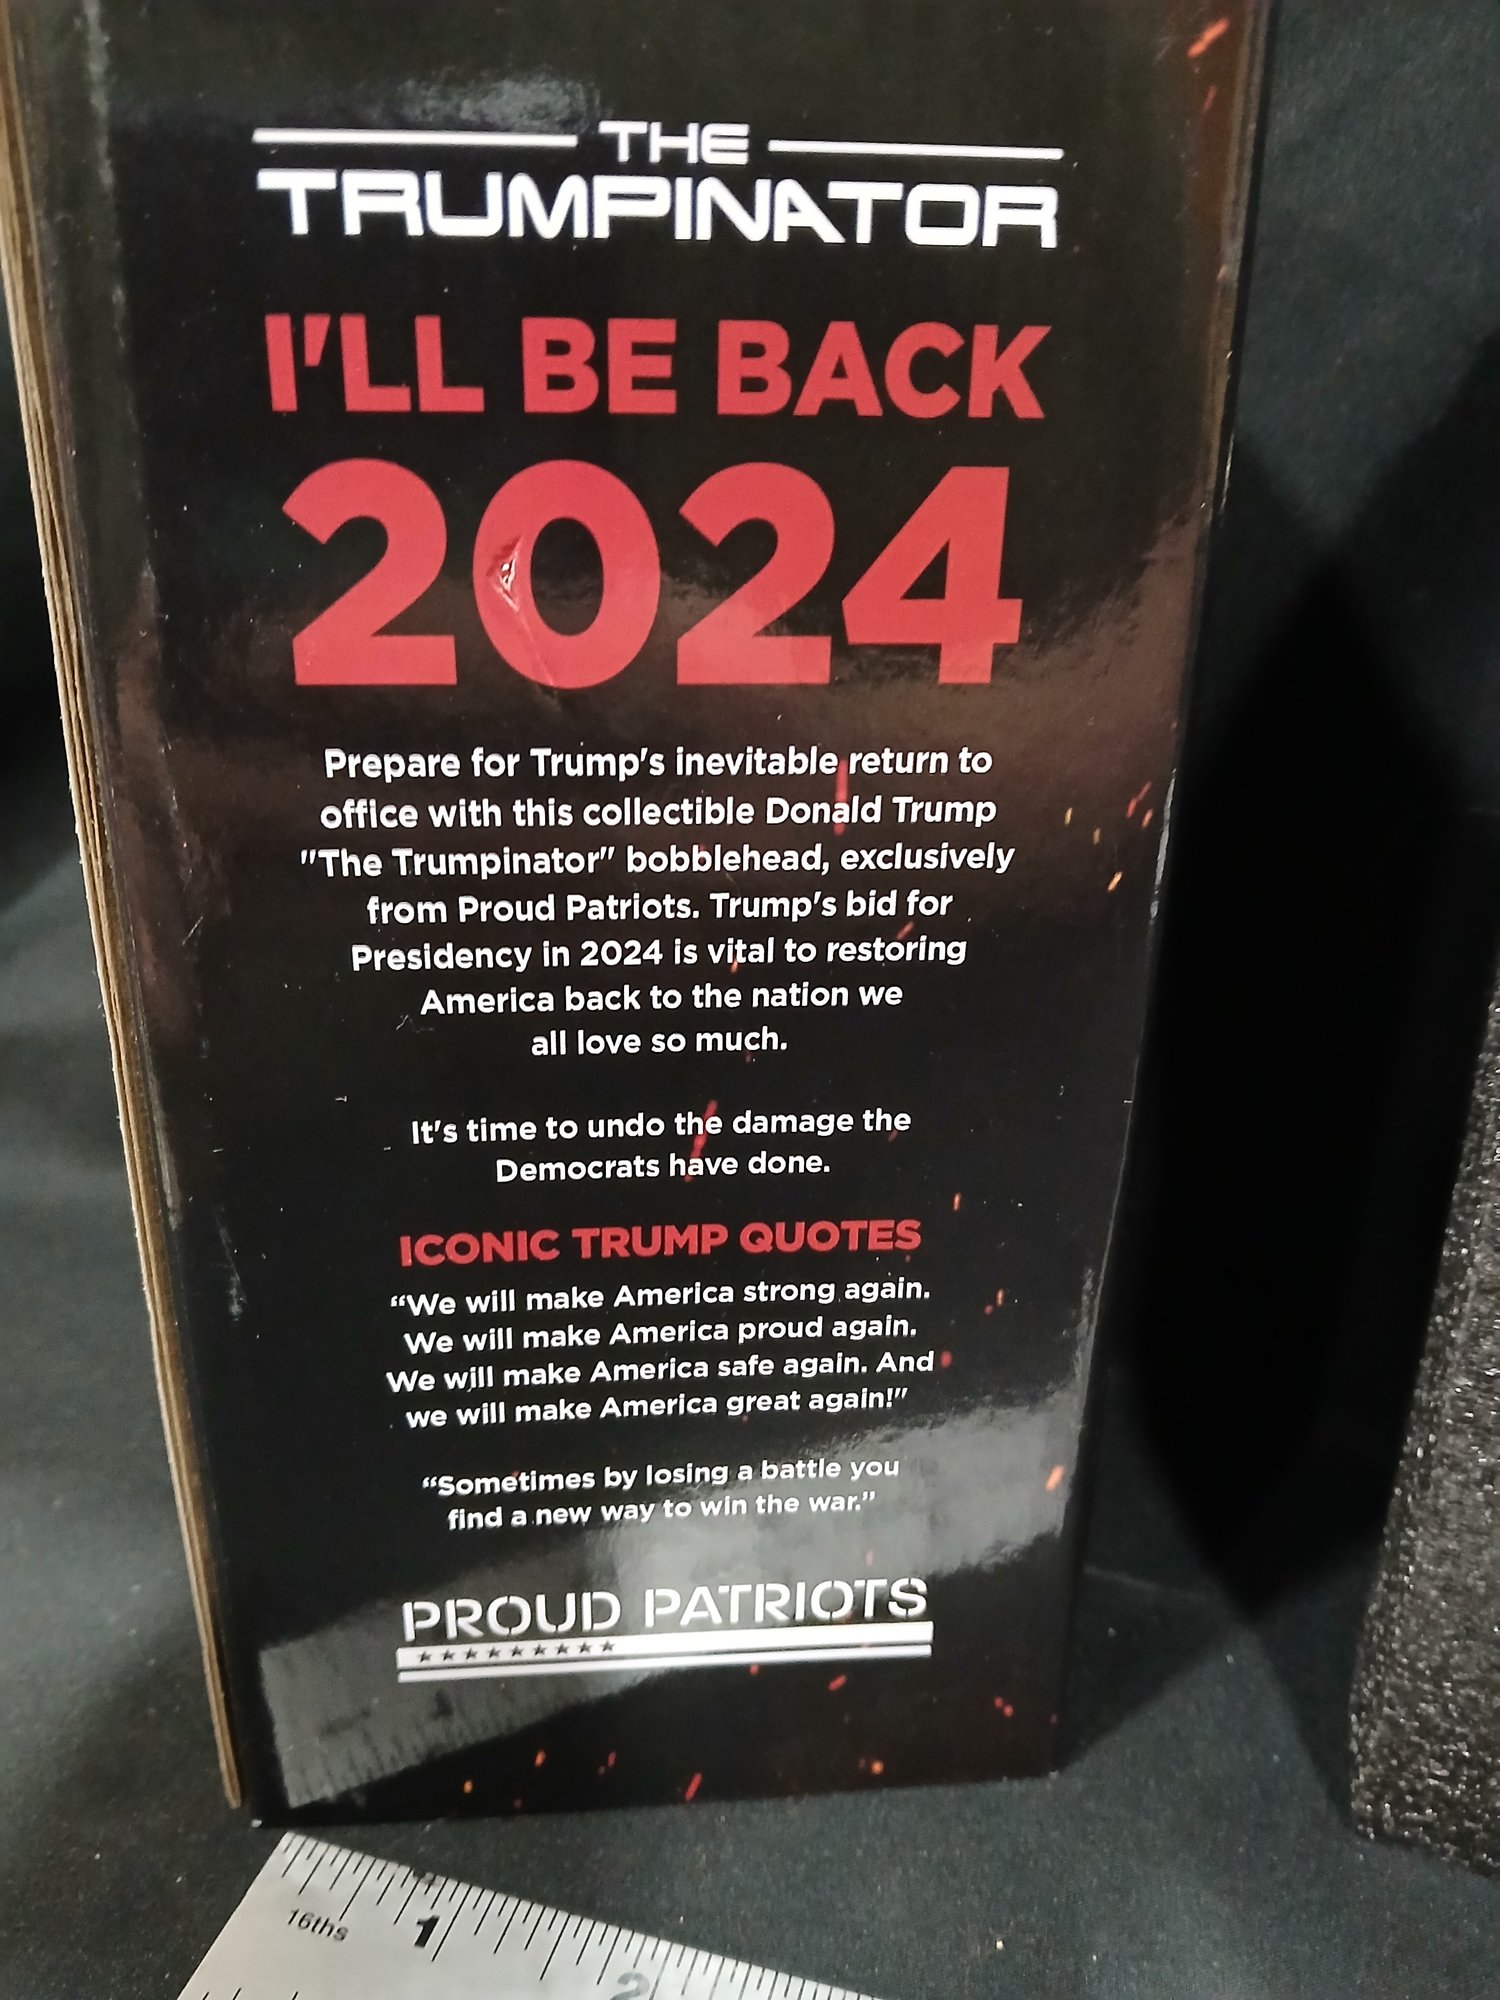 THE
TRUMPINATOR
I'LL BE BACK
2024
Prepare for Trump's inevitable return to
office with this collectible Donald Trump
"The Trumpinator" bobblehead, exclusively
from Proud Patriots. Trump's bid for
Presidency in 2024 is vital to restoring
America back to the nation we
all love so much.
It's time to undo the damage the
Democrats have done.
ICONIC TRUMP QUOTES
“We will make America strong again.
We will make America proud again.
We will make America safe again. And
we will make America great again!”
“Sometimes by losing a battle you
find a new way to win the war.”
PROUD PATRIOTS
16ths 1 2